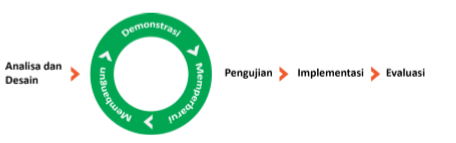 Analisa dan
Desain
Demonstrasi
Memperbarui
Membangun
Pengujian
Implementasi
Evaluasi